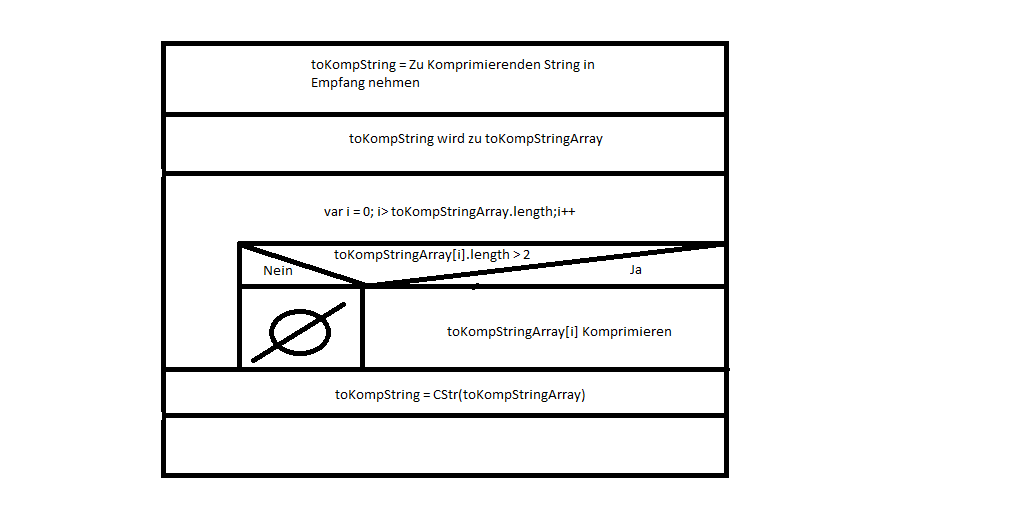 toKompString = Zu Komprimierenden String in
Empfang nehmen
toKompString wird zu toKompStringArray
var i = 0; i> toKompStringArray.length;i++
toKompStringArray[i].length > 2
Nein
Ja
toKompStringArray[i] Komprimieren
toKompString = CStr(toKompStringArray)